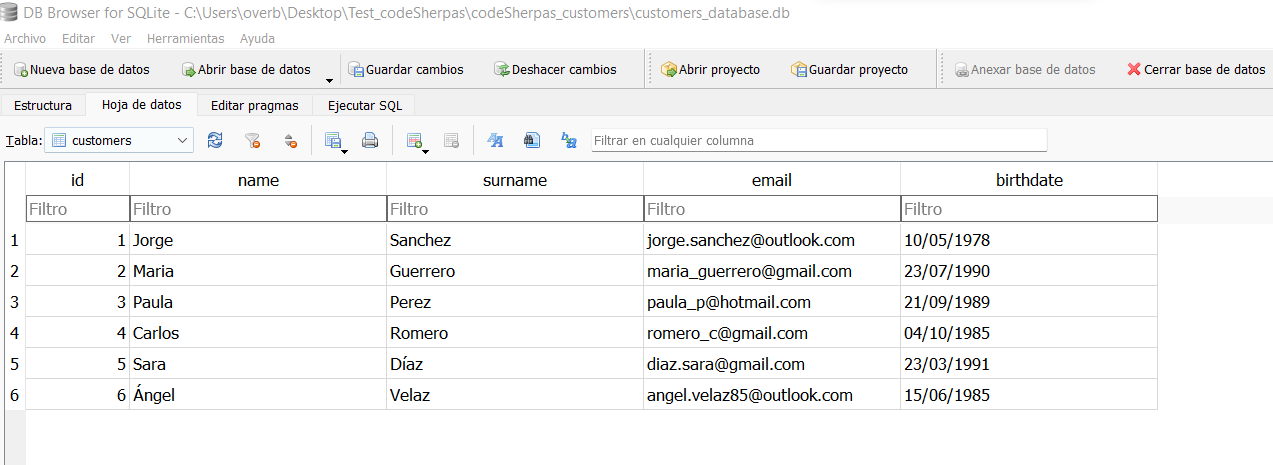 DB Browser for SQLite - C:\Users\overb\Desktop\Test_codeSherpas\codeSherpas_customers\customers_database.db
Archivo Editar Ver Herramientas Ayuda
Nueva base de datos Abrir base de datos Guardar cambios Deshacer cambios Abrir proyecto Guardar proyecto Anexar base de datos Cerrar base de datos
Estructura Hoja de datos Editar pragmas Ejecutar SQL
Tabla: customers Filtrar en cualquier columna
id name surname email birthdate
Filtro Filtro Filtro Filtro Filtro
1 1 Jorge Sanchez jorge.sanchez@outlook.com 10/05/1978
2 2 Maria Guerrero maria_guerrero@gmail.com 23/07/1990
3 3 Paula Perez paula_p@hotmail.com 21/09/1989
4 4 Carlos Romero romero_c@gmail.com 04/10/1985
5 5 Sara Díaz diaz.sara@gmail.com 23/03/1991
6 6 Ángel Velaz angel.velaz85@outlook.com 15/06/1985